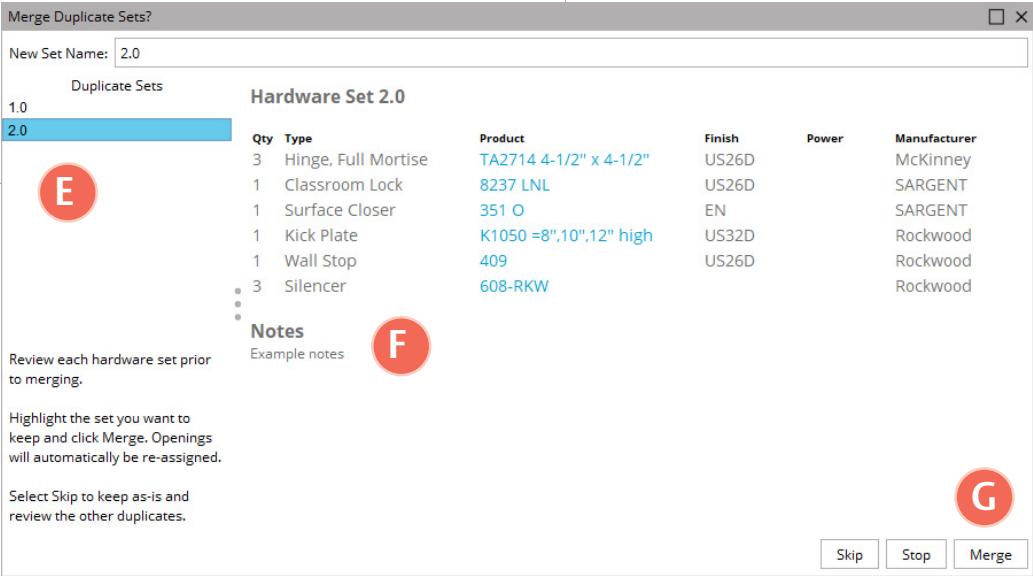 Merge Duplicate Sets?
New Set Name: 2.0
Duplicate Sets
1.0
2.0
E
Review each hardware set prior
to merging.
Highlight the set you want to
keep and click Merge. Openings
will automatically be re-assigned.
Select Skip to keep as-is and
review the other duplicates.
Hardware Set 2.0
Qty Type Product Finish Power Manufacturer
3 Hinge, Full Mortise TA2714 4-1/2" x 4-1/2" US26D McKinney
1 Classroom Lock 8237 LNL US26D SARGENT
1 Surface Closer 351 O EN SARGENT
1 Kick Plate K1050 =8",10",12" high US32D Rockwood
1 Wall Stop 409 US26D Rockwood
3 Silencer 608-RKW Rockwood
Notes
Example notes
F
G
Skip Stop Merge